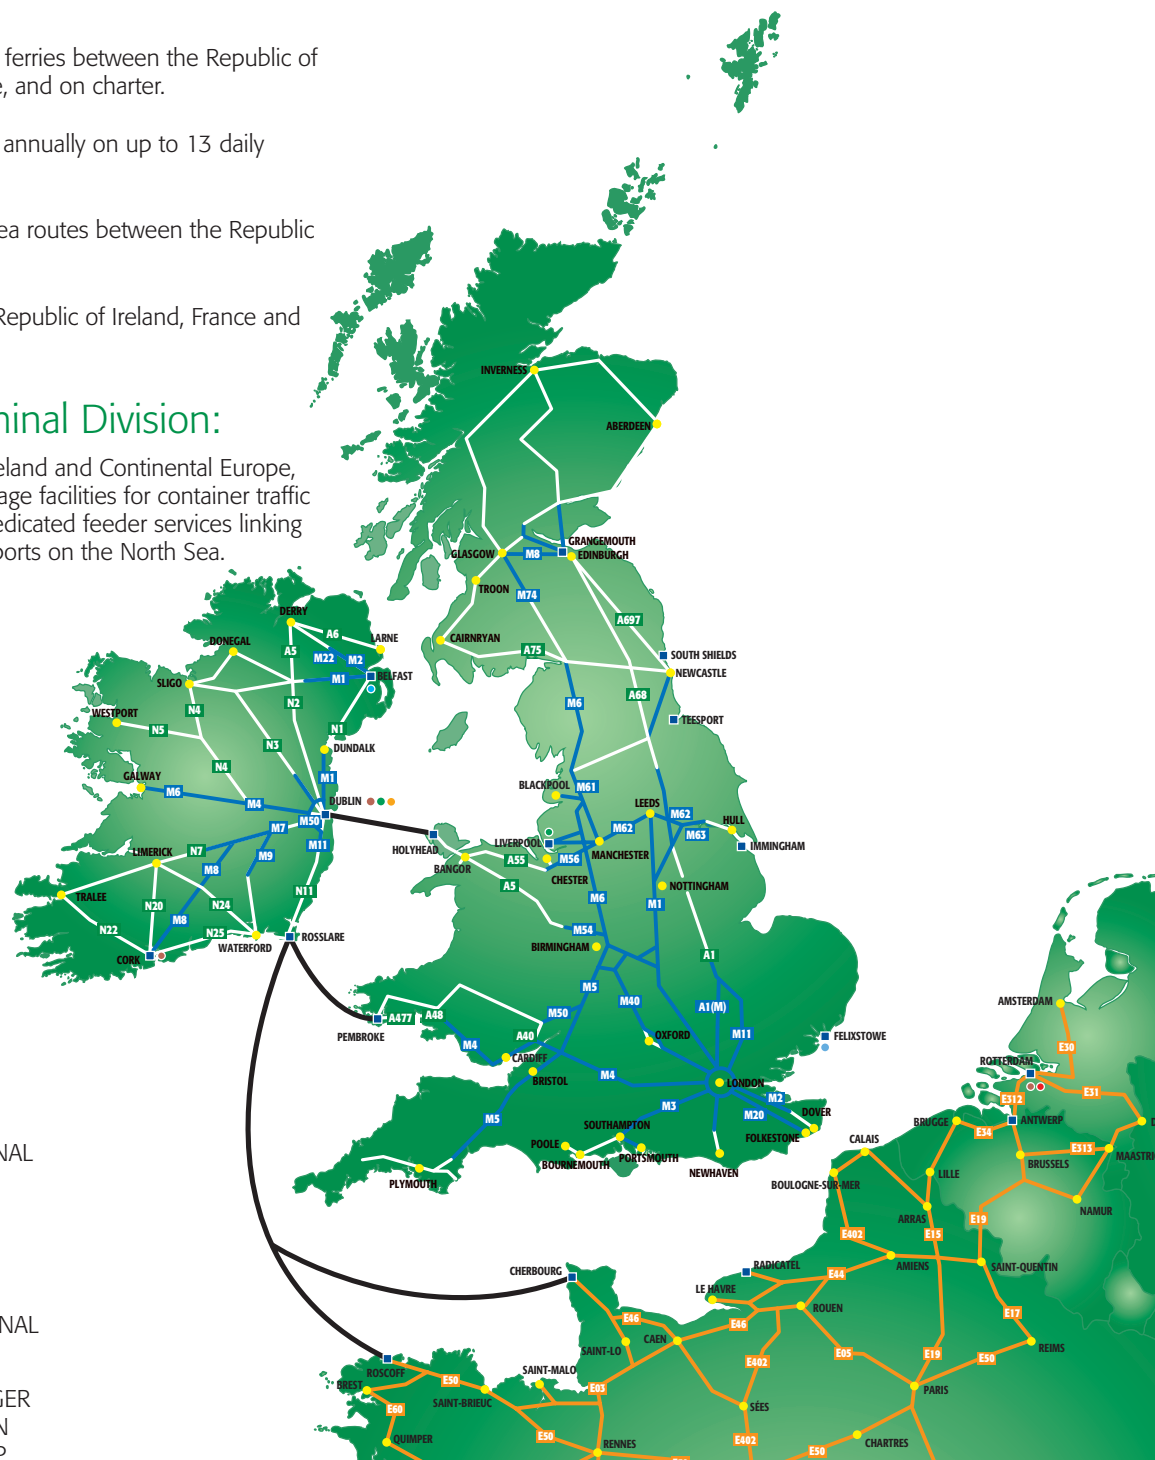 ferries between the Republic of
, and on charter.
annually on up to 13 daily
ea routes between the Republic
Republic of Ireland, France and
minal Division:
eland and Continental Europe,
age facilities for container traffic
edicated feeder services linking
ports on the North Sea.
INVERNESS
ABERDEEN
GRANGEMOUTH
GLASGOW
M8
EDINBURGH
TROON
M74
A697
CAIRNRYAN
A75
SOUTH SHIELDS
NEWCASTLE
A68
M6
TEESPORT
DERRY
A6
LARNE
DONEGAL
A5
M22
M2
M1
BELFAST
SLIGO
N4
N2
WESTPORT
N5
N1
N3
DUNDALK
N4
M1
GALWAY
M6
M4
DUBLIN
M50
M7
M11
N7
LIMERICK
M9
M8
N11
TRALEE
N20
N24
M8
N22
N25
CORK
WATERFORD
ROSSLARE
BLACKPOOL
M61
LEEDS
M62
HULL
M62
M63
LIVERPOOL
HOLYHEAD
IMMINGHAM
MANCHESTER
M56
A55
BANGOR
CHESTER
A5
NOTTINGHAM
M6
M1
M54
BIRMINGHAM
A1
M5
M40
A1(M)
M50
A48
A477
PEMBROKE
M11
A40
OXFORD
FELIXSTOWE
M4
CARDIFF
BRISTOL
M4
LONDON
M2
M3
M20
DOVER
M5
SOUTHAMPTON
FOLKESTONE
POOLE
BOURNEMOUTH
PORTSMOUTH
NEWHAVEN
PLYMOUTH
AMSTERDAM
E30
ROTTERDAM
E312
E31
BRUGGE
E34
ANTWERP
D
CALAIS
E313
MAASTRI
BRUSSELS
LILLE
BOULOGNE-SUR-MER
NAMUR
ARRAS
E19
E402
E15
AMIENS
SAINT-QUENTIN
CHERBOURG
RADICATEL
E44
LE HAVRE
ROUEN
E17
E46
E46
CAEN
SAINT-LO
E05
E19
REIMS
E402
E50
ROSCOFF
SAINT-MALO
BREST
E50
E03
PARIS
SAINT-BRIEUC
E60
SÉES
E50
E402
QUIMPER
RENNES
E50
CHARTRES
NAL
NAL
GER
N